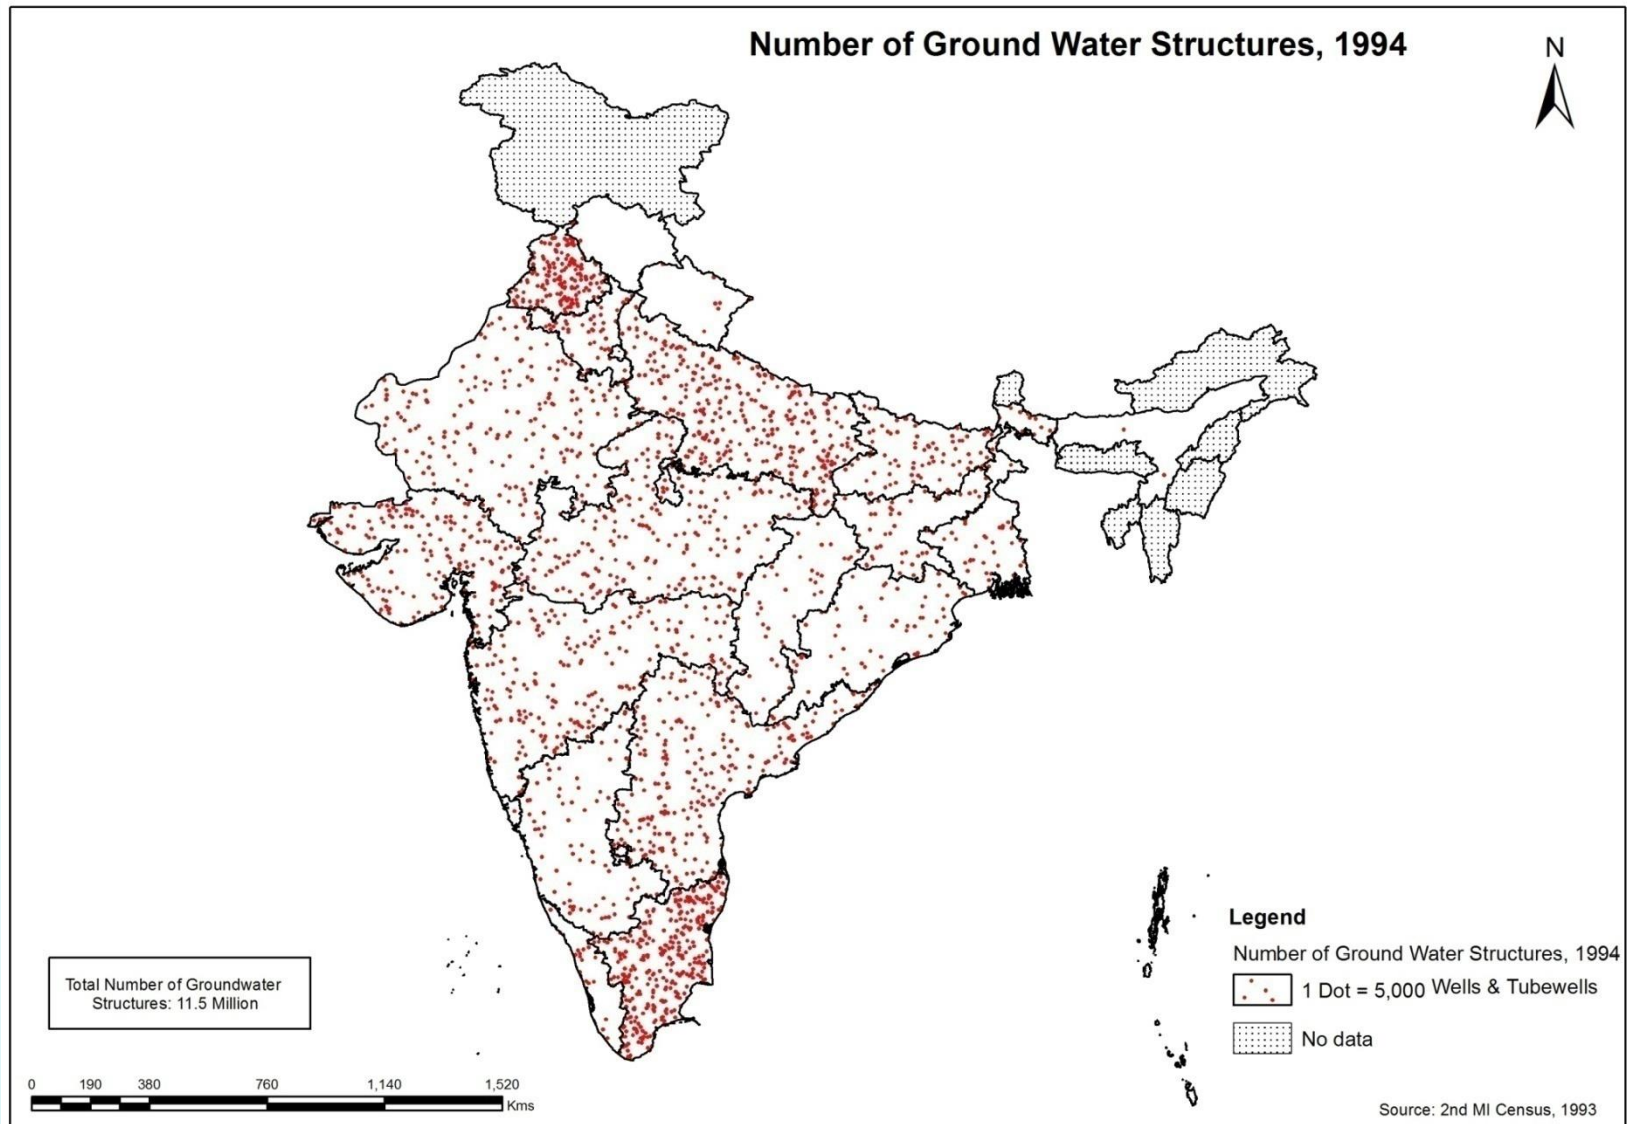 Number of Ground Water Structures, 1994
N
Total Number of Groundwater
Structures: 11.5 Million
0 190 380 760 1,140 1,520
Kms
Legend
Number of Ground Water Structures, 1994
1 Dot = 5,000 Wells & Tubewells
No data
Source: 2nd MI Census, 1993